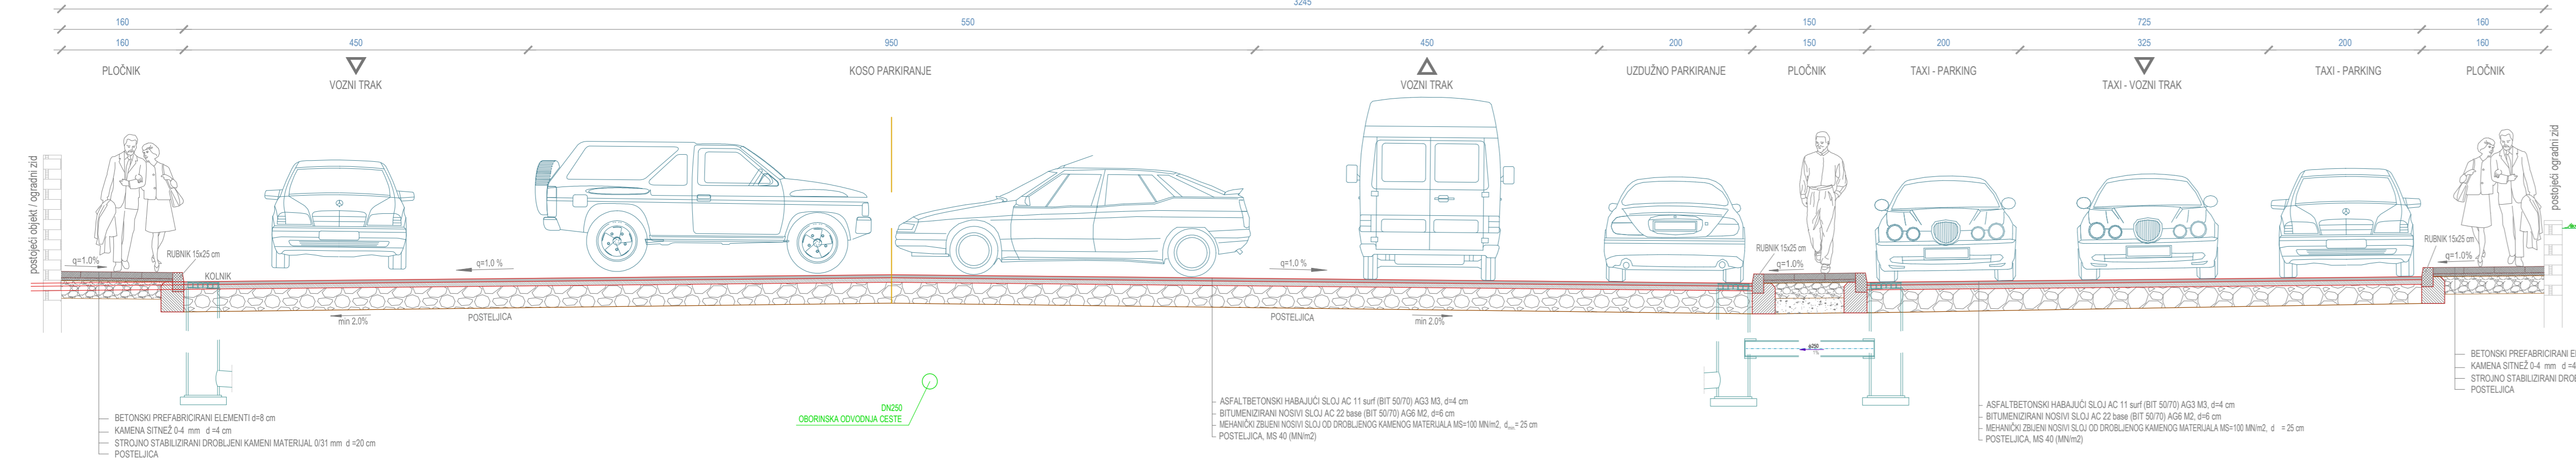 3245
160 550 150 725 160
160 450 950 450 200 150 200 325 200 160
PLOČNIK KOSO PARKIRANJE UZDUŽNO PARKIRANJE PLOČNIK TAXI - PARKING TAXI - PARKING PLOČNIK
VOZNI TRAK VOZNI TRAK TAXI - VOZNI TRAK
postojeći objekt / ogradni zid
postojeći ogradni zid
q=1.0%
RUBNIK 15x25 cm
KOLNIK
q=1,0 %
q=1,0 %
RUBNIK 15x25 cm
q=1.0%
RUBNIK 15x25 cm
q=1.0%
min 2.0%
POSTELJICA
POSTELJICA
min 2.0%
ø250
1%
DN250
OBORINSKA ODVODNJA CESTE
BETONSKI PREFABRICIRANI ELEMENTI d=8 cm
KAMENA SITNEŽ 0-4 mm d =4 cm
STROJNO STABILIZIRANI DROBLJENI KAMENI MATERIJAL 0/31 mm d =20 cm
POSTELJICA
ASFALTBETONSKI HABAJUĆI SLOJ AC 11 surf (BIT 50/70) AG3 M3, d=4 cm
BITUMENIZIRANI NOSIVI SLOJ AC 22 base (BIT 50/70) AG6 M2, d=6 cm
MEHANIČKI ZBIJENI NOSIVI SLOJ OD DROBLJENOG KAMENOG MATERIJALA MS=100 MN/m2, dmin= 25 cm
POSTELJICA, MS 40 (MN/m2)
ASFALTBETONSKI HABAJUĆI SLOJ AC 11 surf (BIT 50/70) AG3 M3, d=4 cm
BITUMENIZIRANI NOSIVI SLOJ AC 22 base (BIT 50/70) AG6 M2, d=6 cm
MEHANIČKI ZBIJENI NOSIVI SLOJ OD DROBLJENOG KAMENOG MATERIJALA MS=100 MN/m2, d = 25 cm
POSTELJICA, MS 40 (MN/m2)
BETONSKI PREFABRICIRANI E
KAMENA SITNEŽ 0-4 mm d =4
STROJNO STABILIZIRANI DROB
POSTELJICA